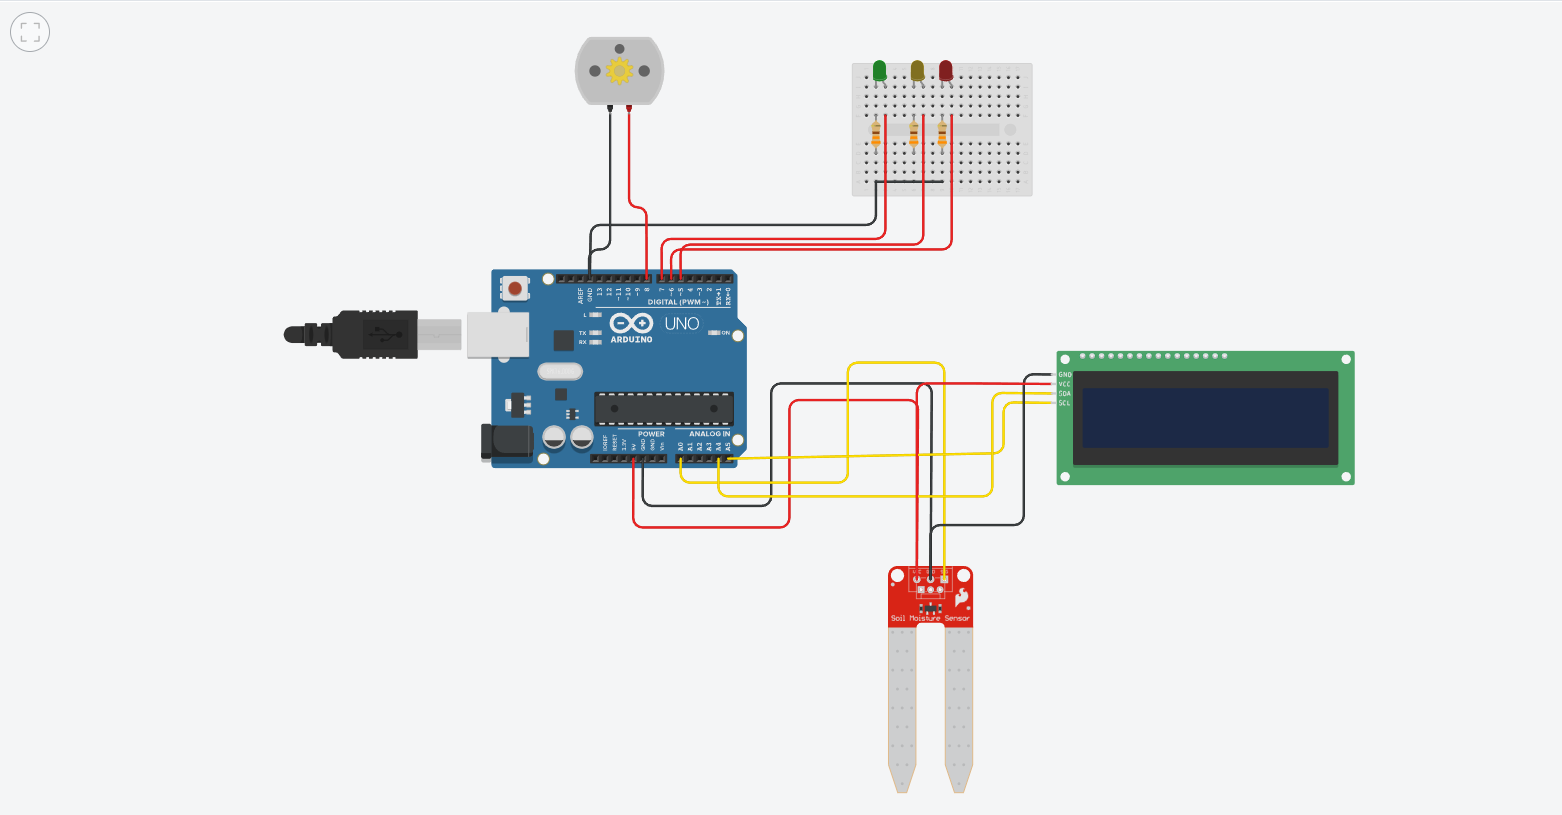 AREF
GND
13
12
~11
~10
~9
8
7
~6
~5
4
~3
2
TX→1
RX←0
DIGITAL (PWM~)
L
TX
RX
ARDUINO
UNO
ON
POWER
ANALOG IN
IOREF
RESET
3.3V
5V
GND
GND
Vin
A0
A1
A2
A3
A4
A5
GND
VCC
SDA
SCL
Soil Moisture Sensor